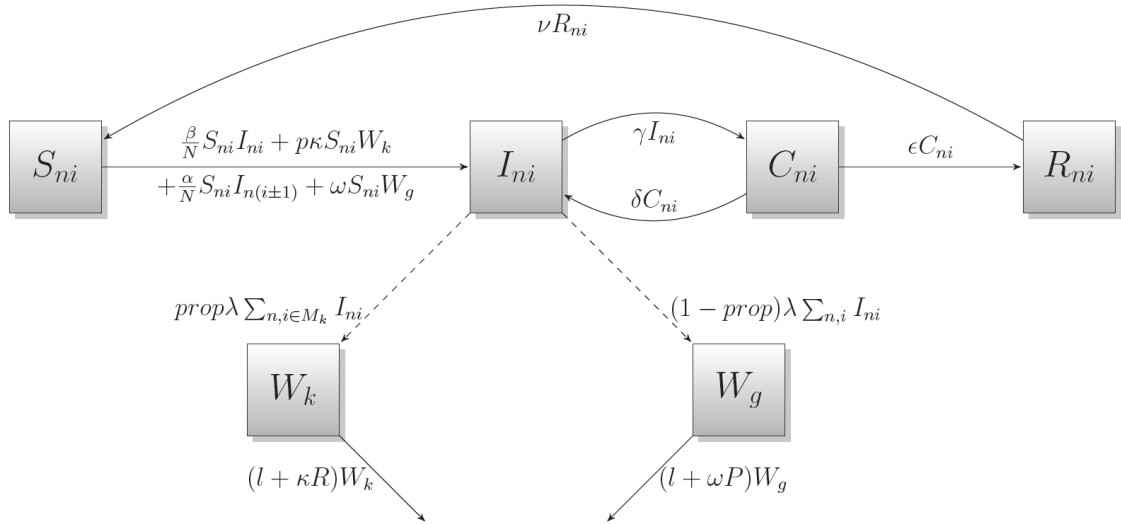 νR_{ni}
\frac{β}{N}S_{ni}I_{ni} + pκS_{ni}W_k
S_{ni}
+\frac{α}{N}S_{ni}I_{n(i±1)} + ωS_{ni}W_g
I_{ni}
γI_{ni}
δC_{ni}
C_{ni}
ϵC_{ni}
R_{ni}
propλ∑_{n,i∈M_k} I_{ni}
(1 − prop)λ∑_{n,i} I_{ni}
W_k
W_g
(l + κR)W_k
(l + ωP)W_g